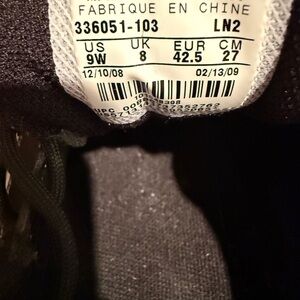 FABRIQUE EN CHINE
336051-103 LN2
US UK EUR CM
9W 8 42.5 27
12/10/08 02/13/09
UPC